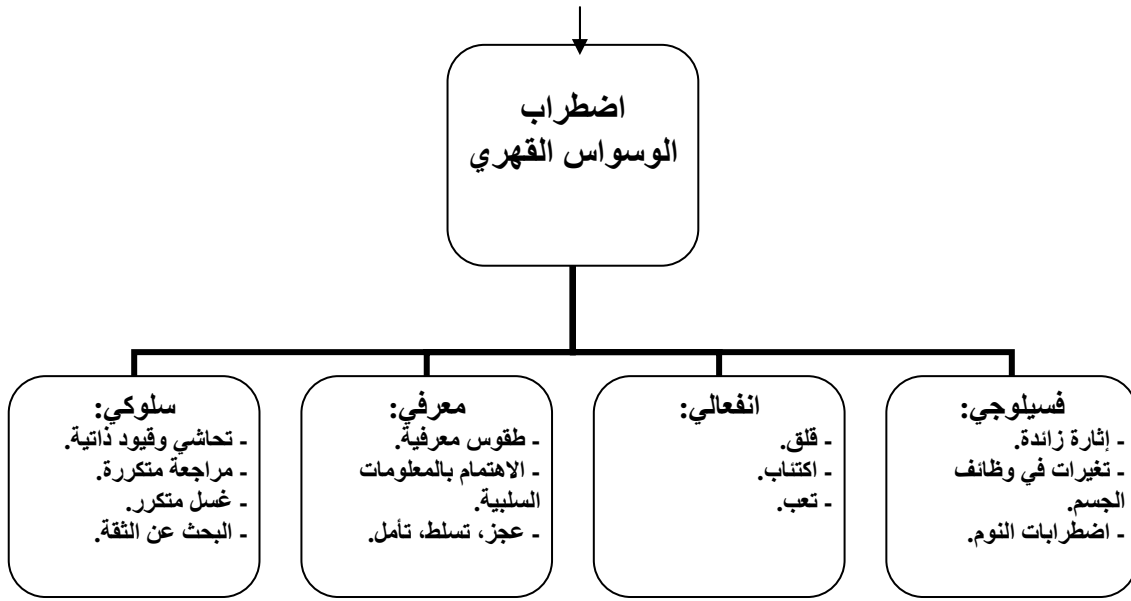 اضطراب
الوسواس القهري
فسيلوجي:
- إثارة زائدة.
- تغيرات في وظائف
الجسم.
- اضطرابات النوم.
انفعالي:
- قلق.
- اكتئاب.
- تعب.
معرفي:
- طقوس معرفية.
- الاهتمام بالمعلومات
السلبية.
- عجز، تسلط، تأمل.
سلوكي:
- تحاشي وقيود ذاتية.
- مراجعة متكررة.
- غسل متكرر.
- البحث عن الثقة.